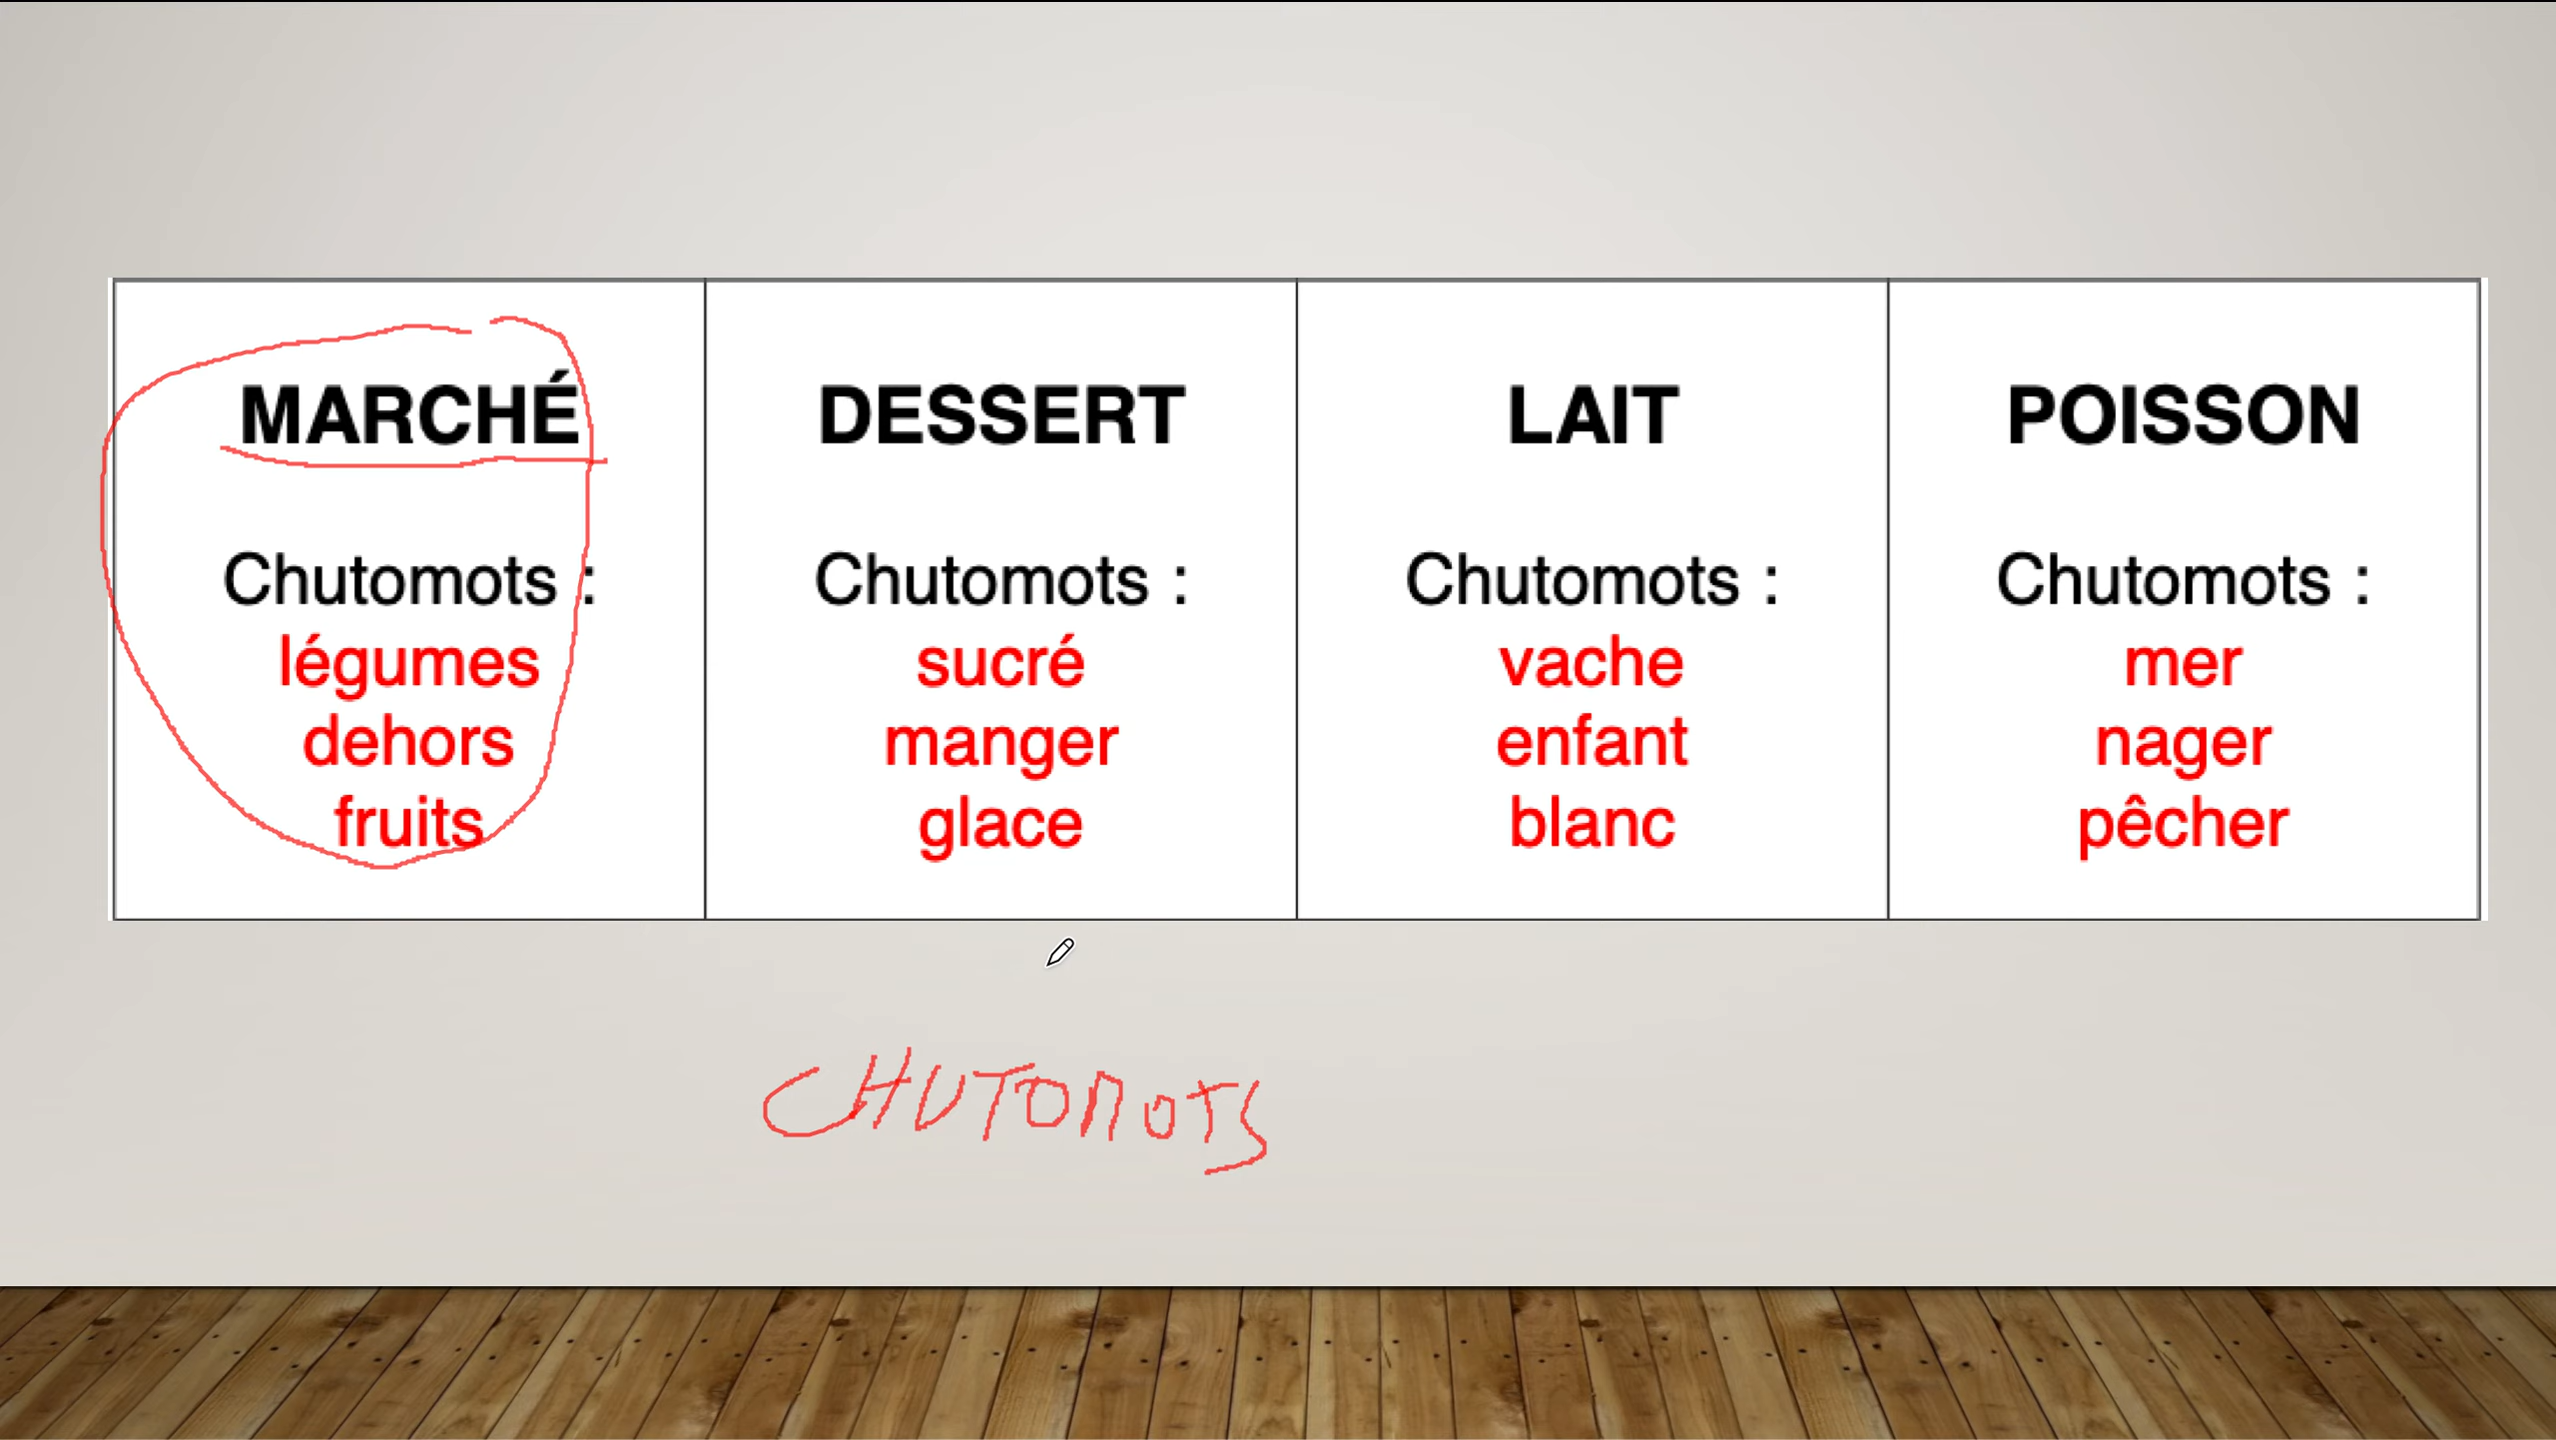 MARCHÉ
Chutomots :
légumes
dehors
fruits
DESSERT
Chutomots :
sucré
manger
glace
LAIT
Chutomots :
vache
enfant
blanc
POISSON
Chutomots :
mer
nager
pêcher
CHUTOMOTS